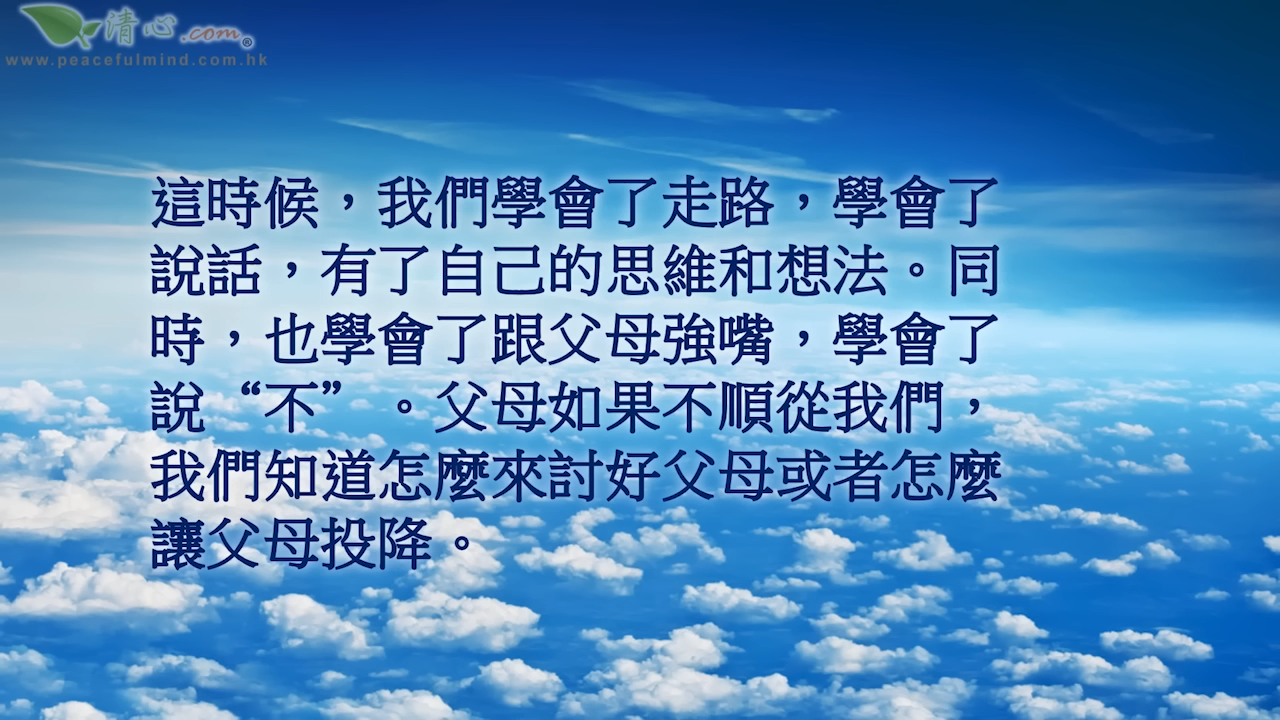 清心.com®
www.peacefulmind.com.hk
這時候，我們學會了走路，學會了
說話，有了自己的思維和想法。同
時，也學會了跟父母強嘴，學會了
說“不”。父母如果不順從我們，
我們知道怎麼來討好父母或者怎麼
讓父母投降。